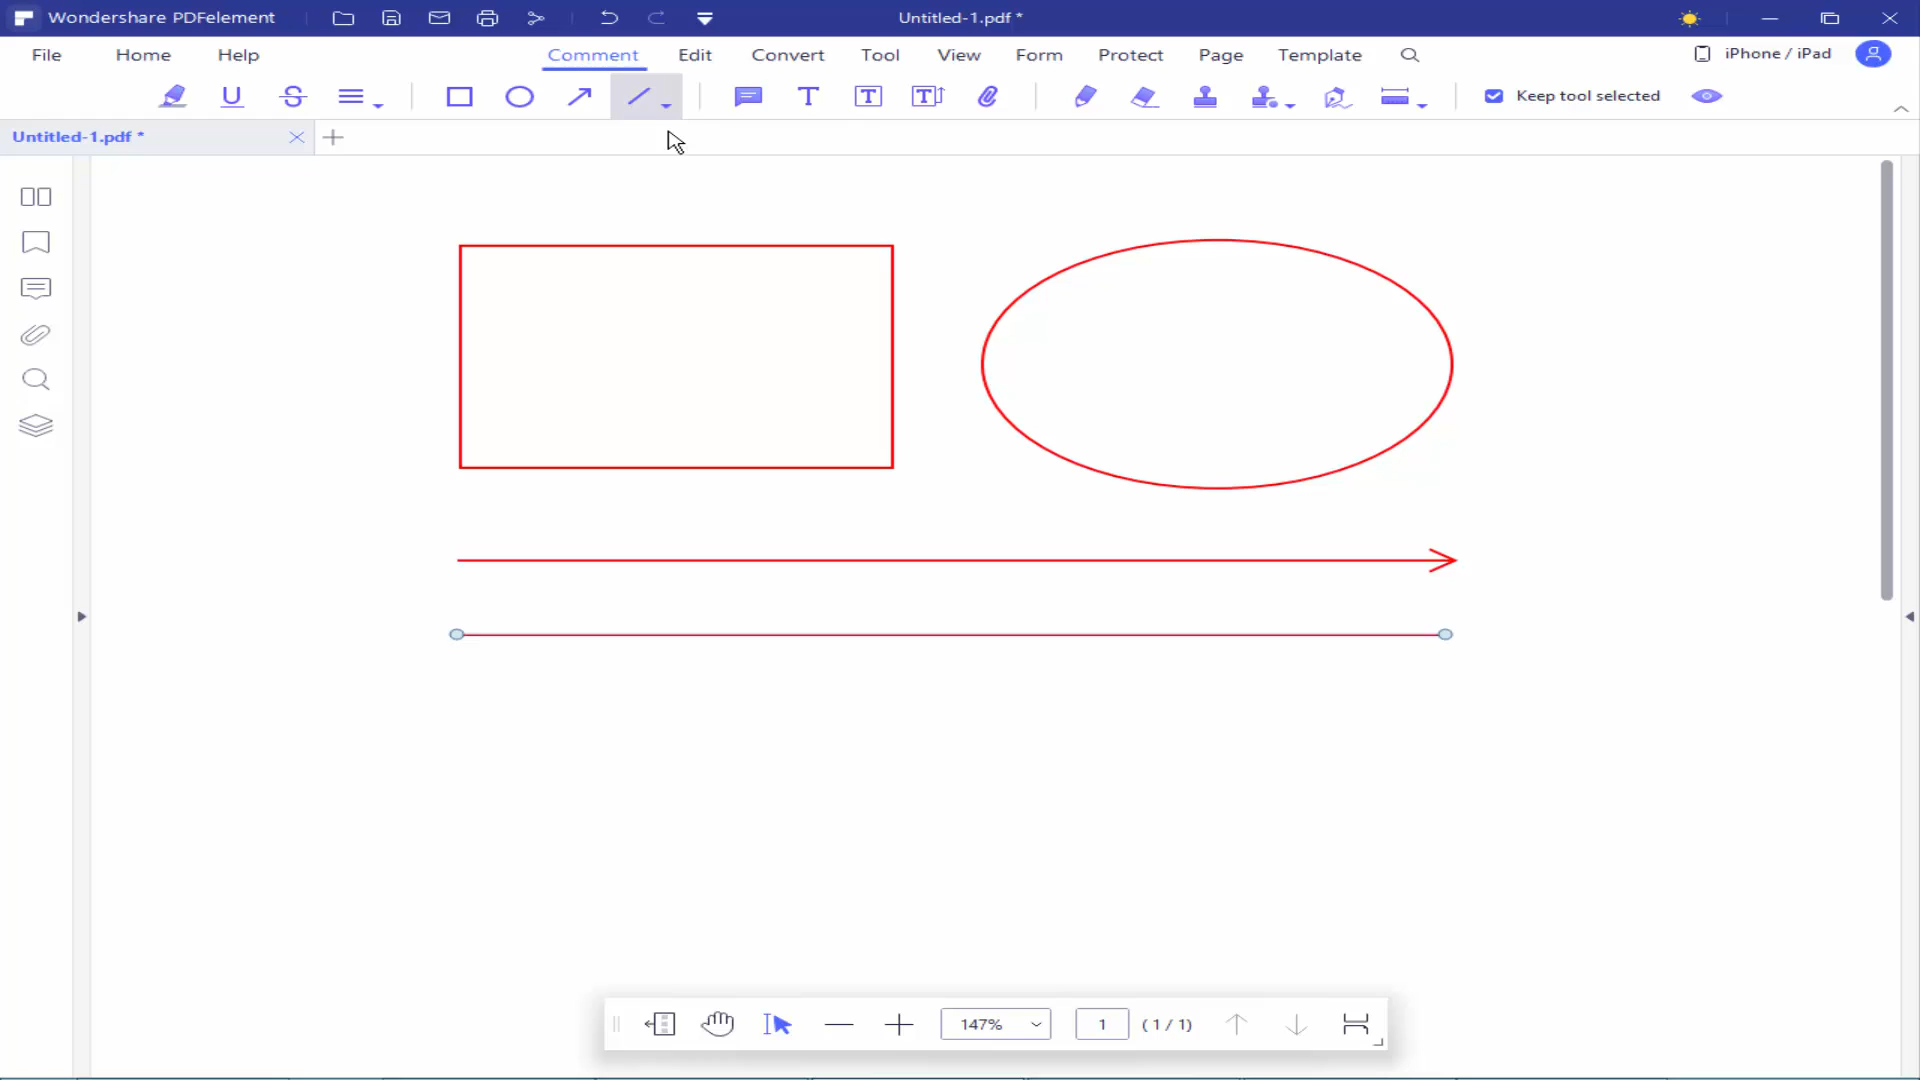 Wondershare PDFelement
Untitled-1.pdf *
File Home Help Comment Edit Convert Tool View Form Protect Page Template iPhone / iPad
Keep tool selected
Untitled-1.pdf *
147% 1 ( 1 / 1 )